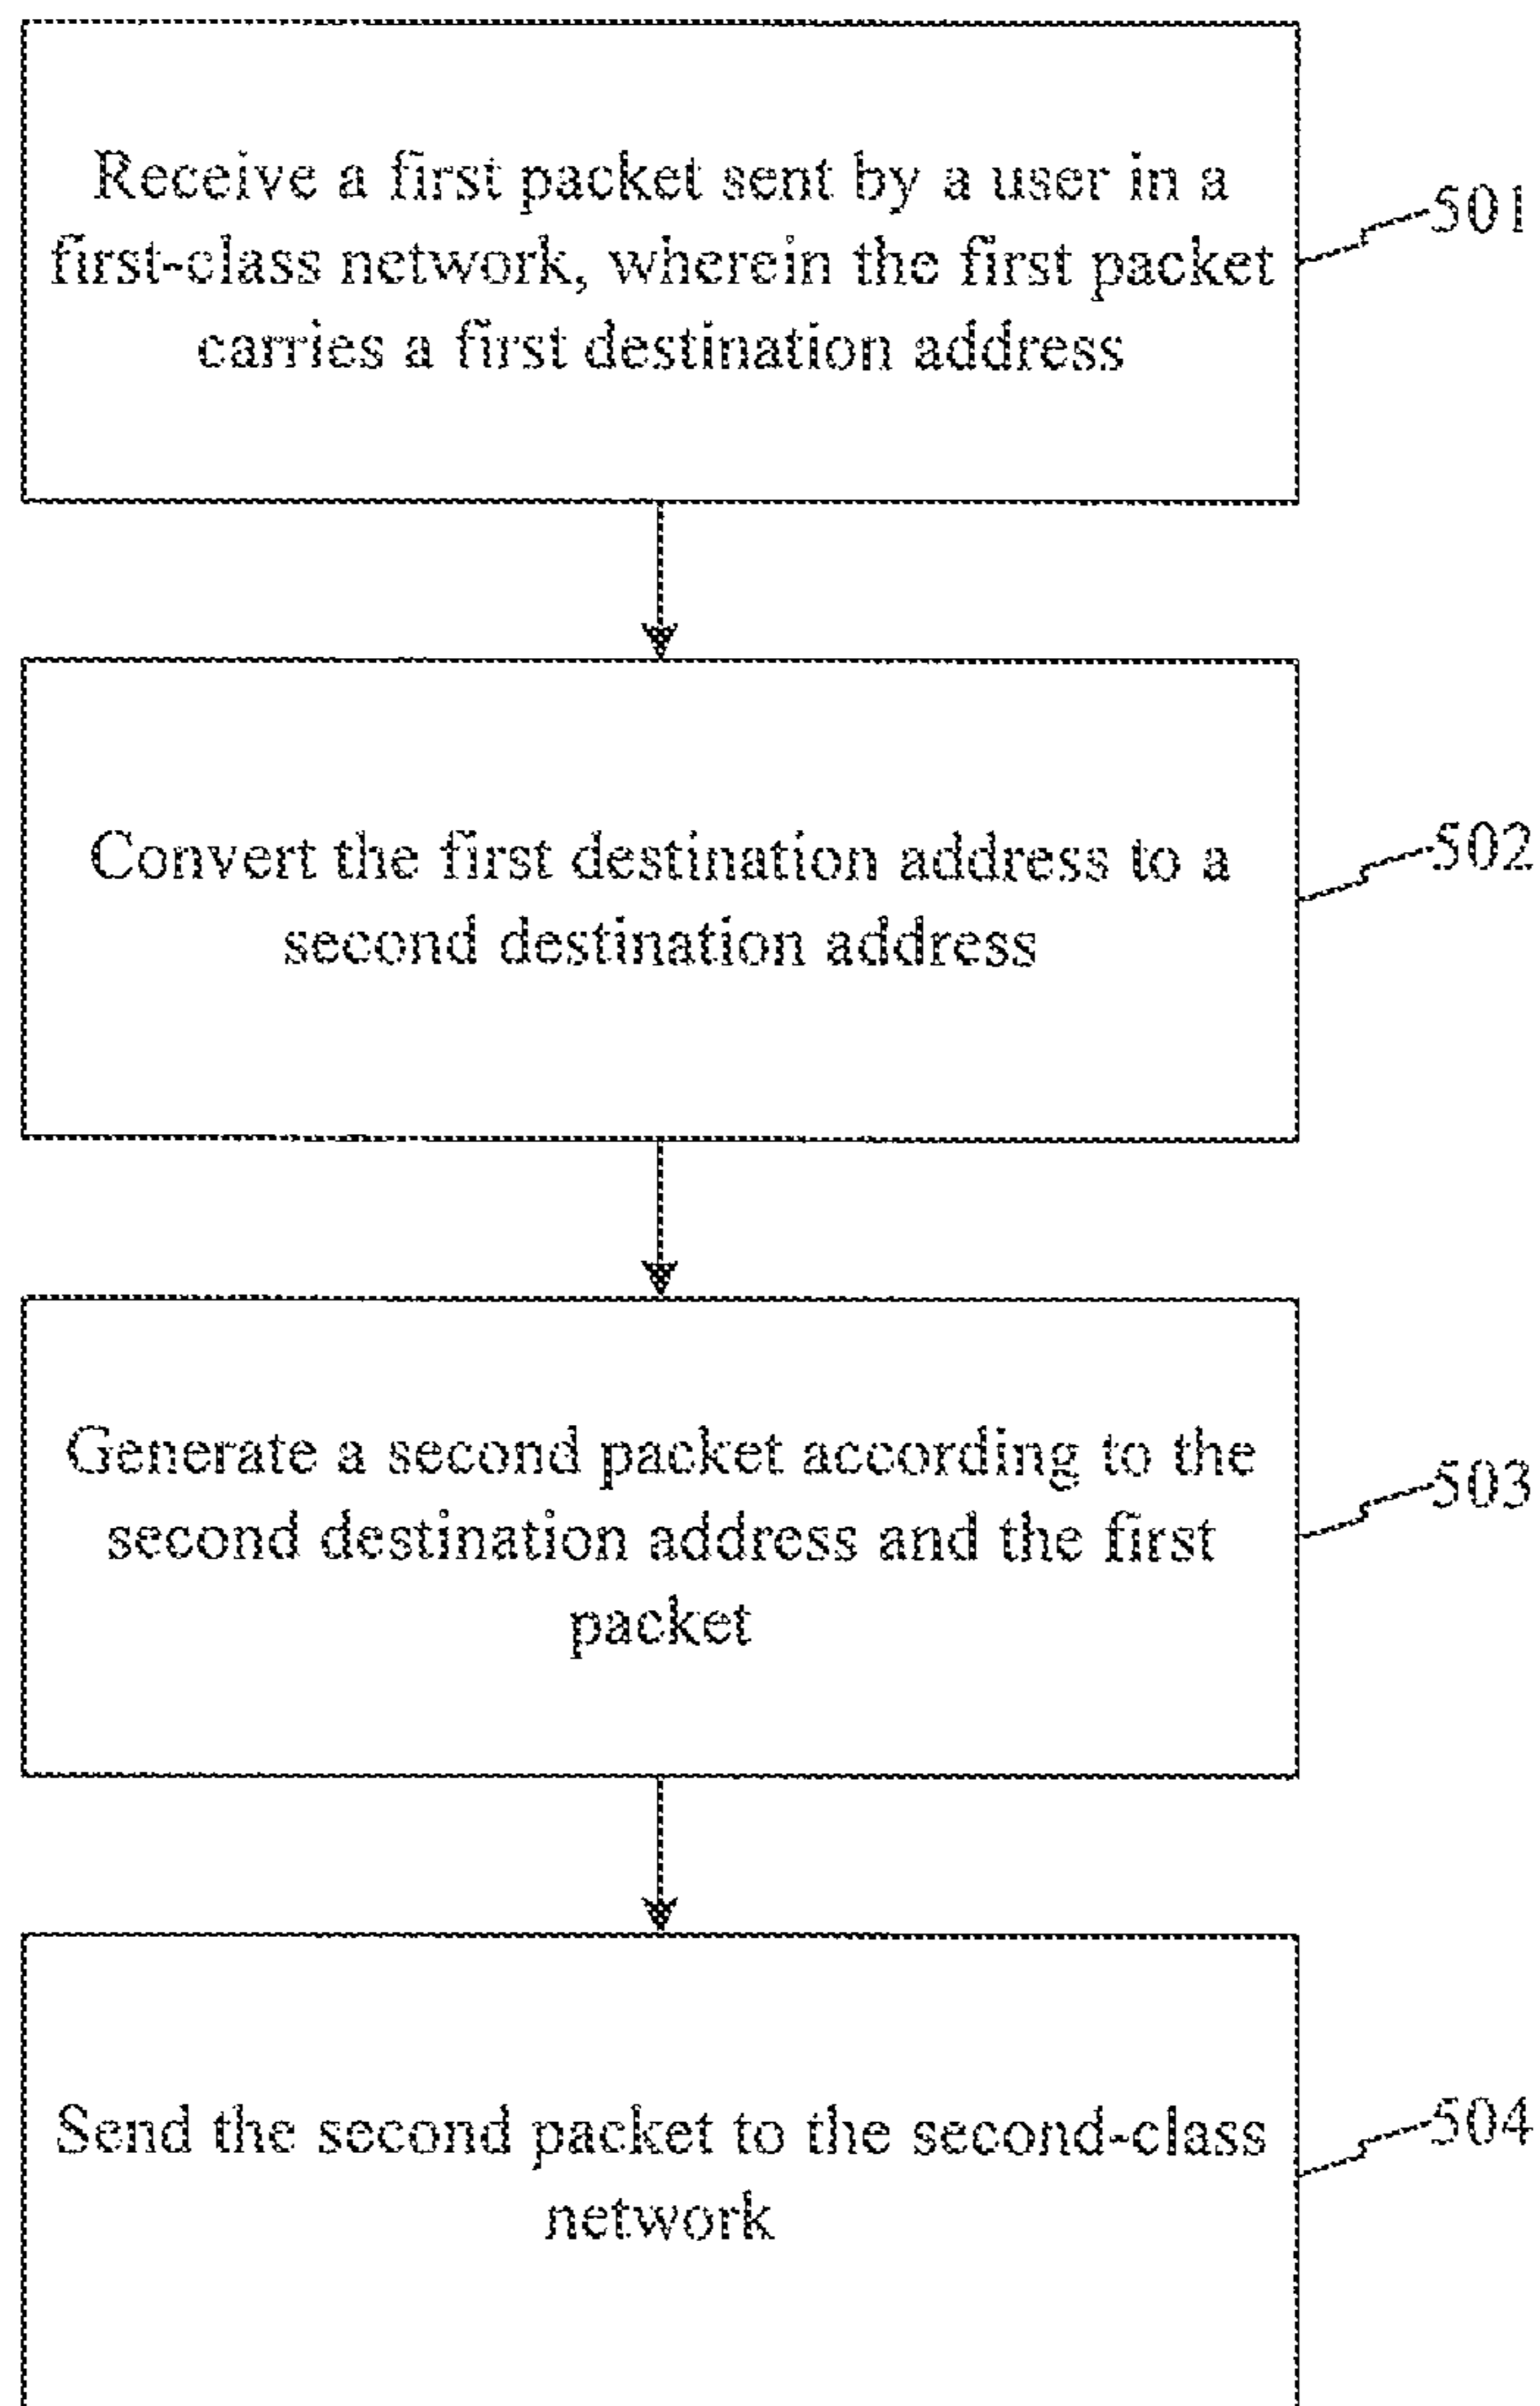 Receive a first packet sent by a user in a
first-class network, wherein the first packet
carries a first destination address
501
Convert the first destination address to a
second destination address
502
Generate a second packet according to the
second destination address and the first
packet
503
Send the second packet to the second-class
network
504